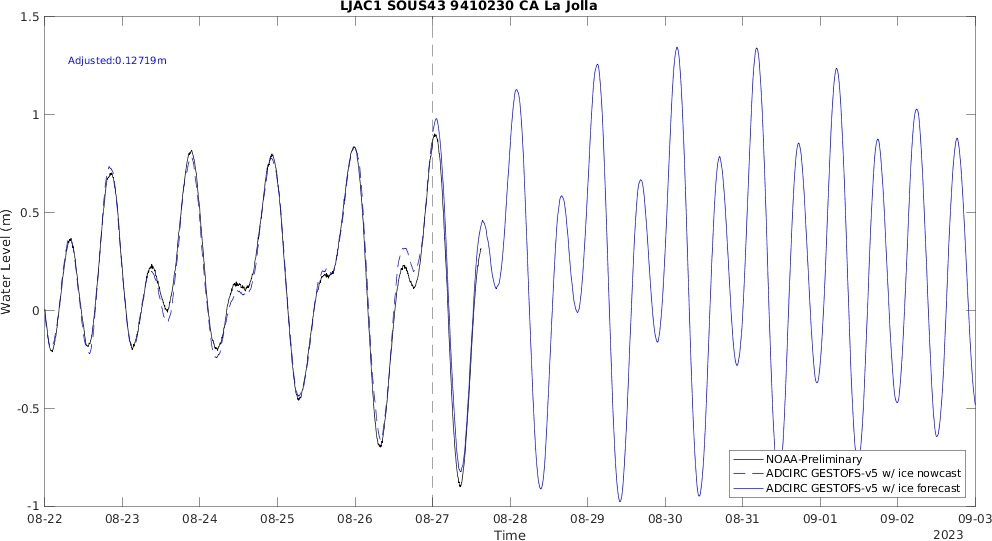 LJAC1 SOUS43 9410230 CA La Jolla
Adjusted:0.12719m
Water Level (m)
1.5
1
0.5
0
-0.5
-1
08-22 08-23 08-24 08-25 08-26 08-27 08-28 08-29 08-30 08-31 09-01 09-02 09-03
Time
2023
NOAA-Preliminary
ADCIRC GESTOFS-v5 w/ ice nowcast
ADCIRC GESTOFS-v5 w/ ice forecast